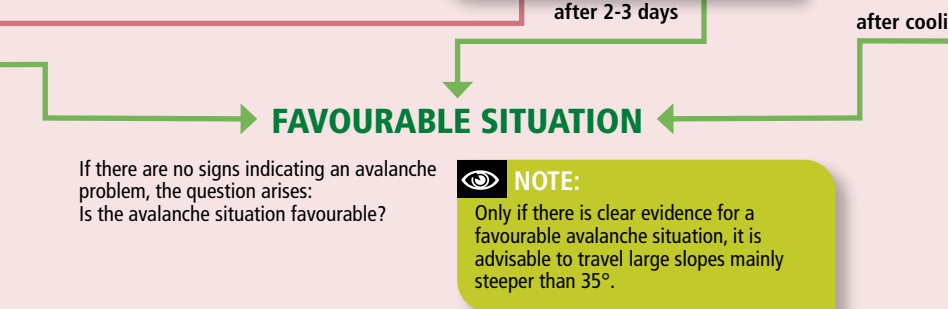 after 2-3 days
after
FAVOURABLE SITUATION
If there are no signs indicating an avalanche
problem, the question arises:
Is the avalanche situation favourable?
NOTE:
Only if there is clear evidence for a
favourable avalanche situation, it is
advisable to travel large slopes mainly
steeper than 35°.